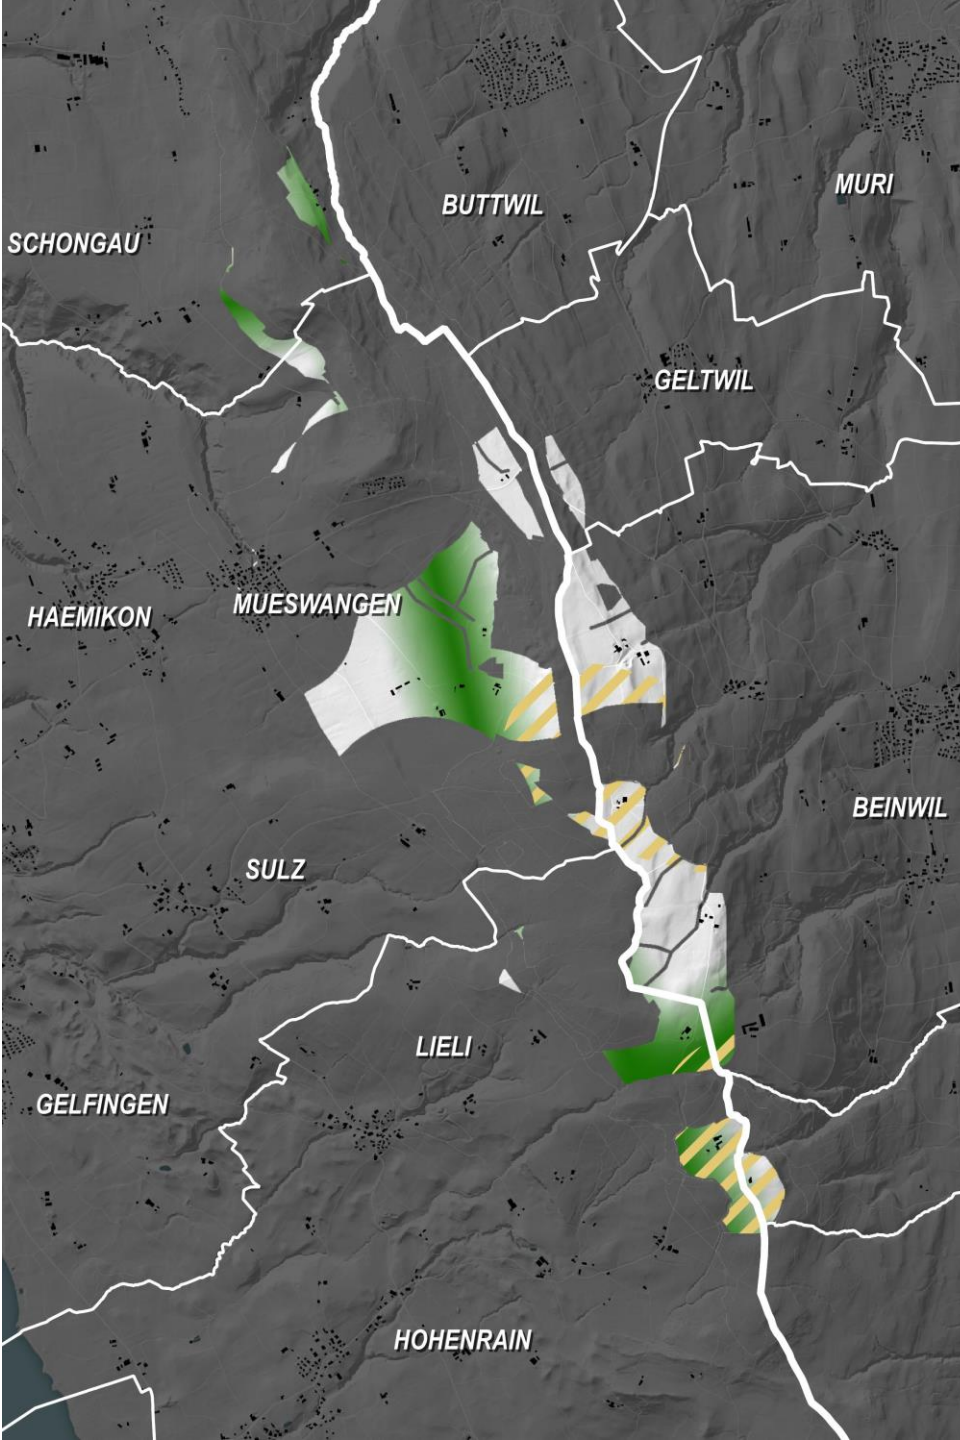 MURI
BUTTWIL
SCHONGAU
GELTWIL
HAEMIKON
MUESWANGEN
BEINWIL
SULZ
LIELI
GELFINGEN
HOHENRAIN